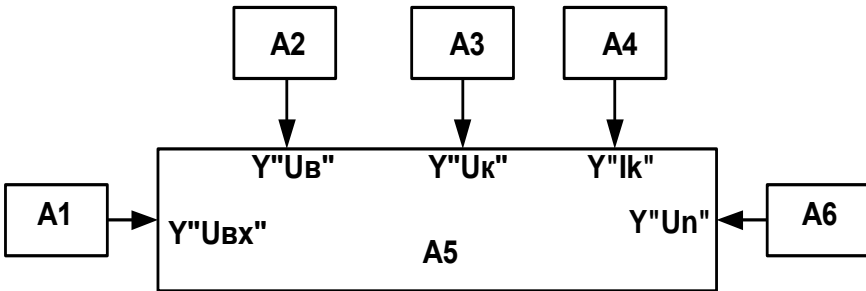 A2 A3 A4
Y"Uв" Y"Uк" Y"Ik"
A1 Y"Uвх" Y"Un" A6
A5